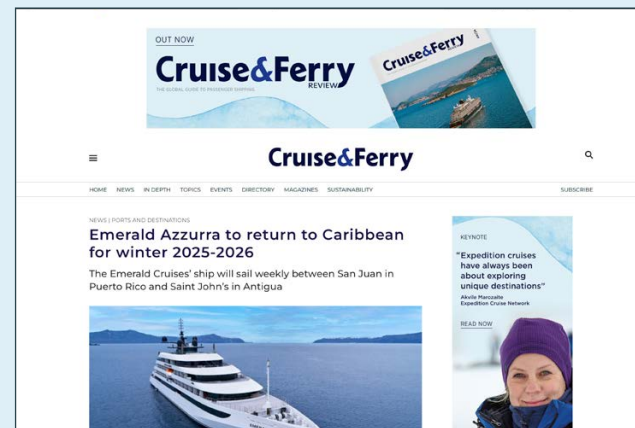 OUT NOW
Cruise&Ferry
REVIEW
THE GLOBAL GUIDE TO PASSENGER SHIPPING
Cruise&Ferry
Cruise&Ferry
HOME NEWS IN DEPTH TOPICS EVENTS DIRECTORY MAGAZINES SUSTAINABILITY SUBSCRIBE
NEWS | PORTS AND DESTINATIONS
Emerald Azzurra to return to Caribbean
for winter 2025-2026
The Emerald Cruises' ship will sail weekly between San Juan in
Puerto Rico and Saint John's in Antigua
KEYNOTE
"Expedition cruises
have always been
about exploring
unique destinations"
Akvile Marozaite
Expedition Cruise Network
READ NOW